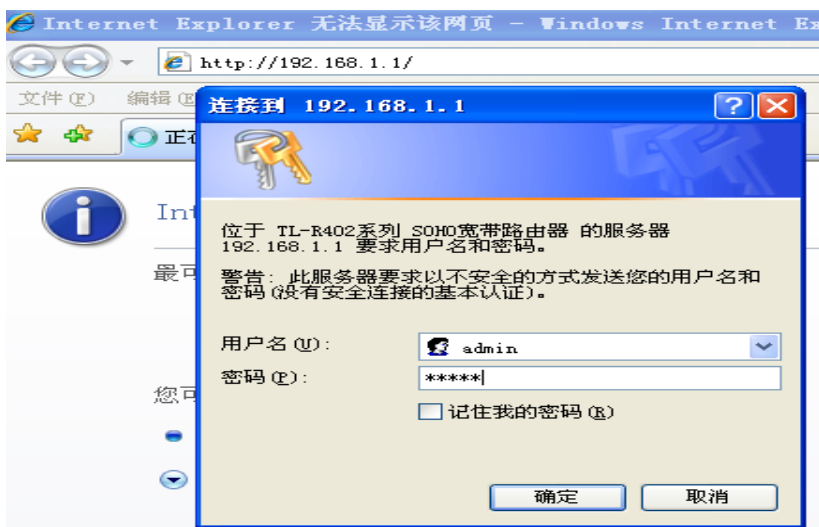 Internet Explorer 无法显示该网页 - Windows Internet Ex
http://192.168.1.1/
文件(F) 编辑(E
连接到 192.168.1.1
正在
Int
位于 TL-R402系列 SOHO宽带路由器 的服务器
192.168.1.1 要求用户名和密码。
最可
警告: 此服务器要求以不安全的方式发送您的用户名和
密码(没有安全连接的基本认证)。
用户名(U):
admin
密码(P):
*****
您可
记住我的密码(R)
确定 取消